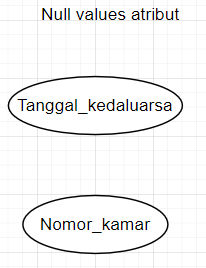 Null values atribut
Tanggal_kedaluarsa
Nomor_kamar